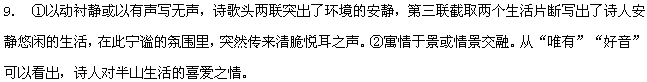 9. ①以动衬静或以有声写无声，诗歌头两联突出了环境的安静，第三联截取两个生活片断写出了诗人安
静悠闲的生活，在此宁谧的氛围里，突然传来清脆悦耳之声。②寓情于景或情景交融。从“唯有”“好音”
可以看出，诗人对半山生活的喜爱之情。